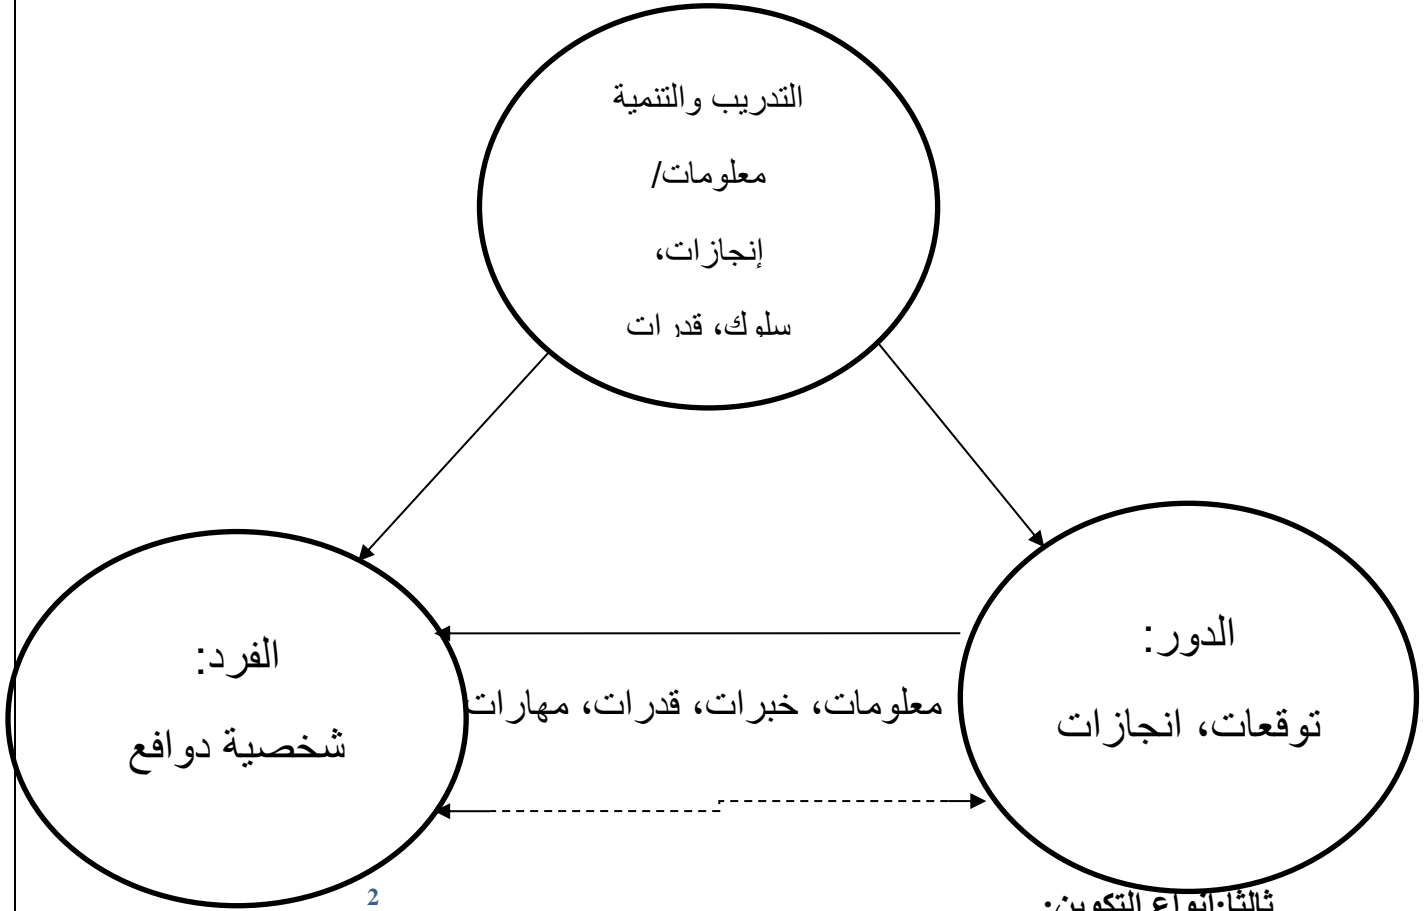 التدريب والتنمية
معلومات/
إنجازات،
سلوك، قدرات
الدور:
توقعات، انجازات
معلومات، خبرات، قدرات، مهارات
الفرد:
شخصية دوافع
ثالثا:أنواع التكوين:
2